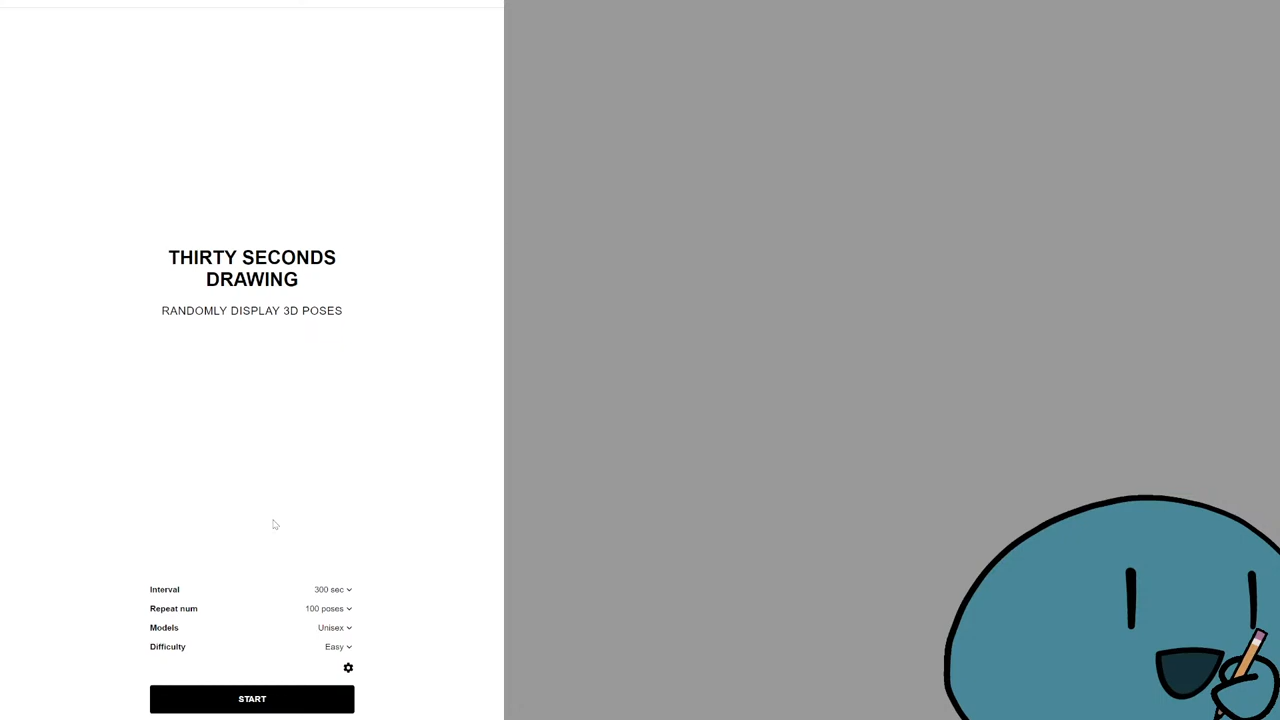 THIRTY SECONDS
DRAWING
RANDOMLY DISPLAY 3D POSES
Interval 300 sec
Repeat num 100 poses
Models Unisex
Difficulty Easy
START